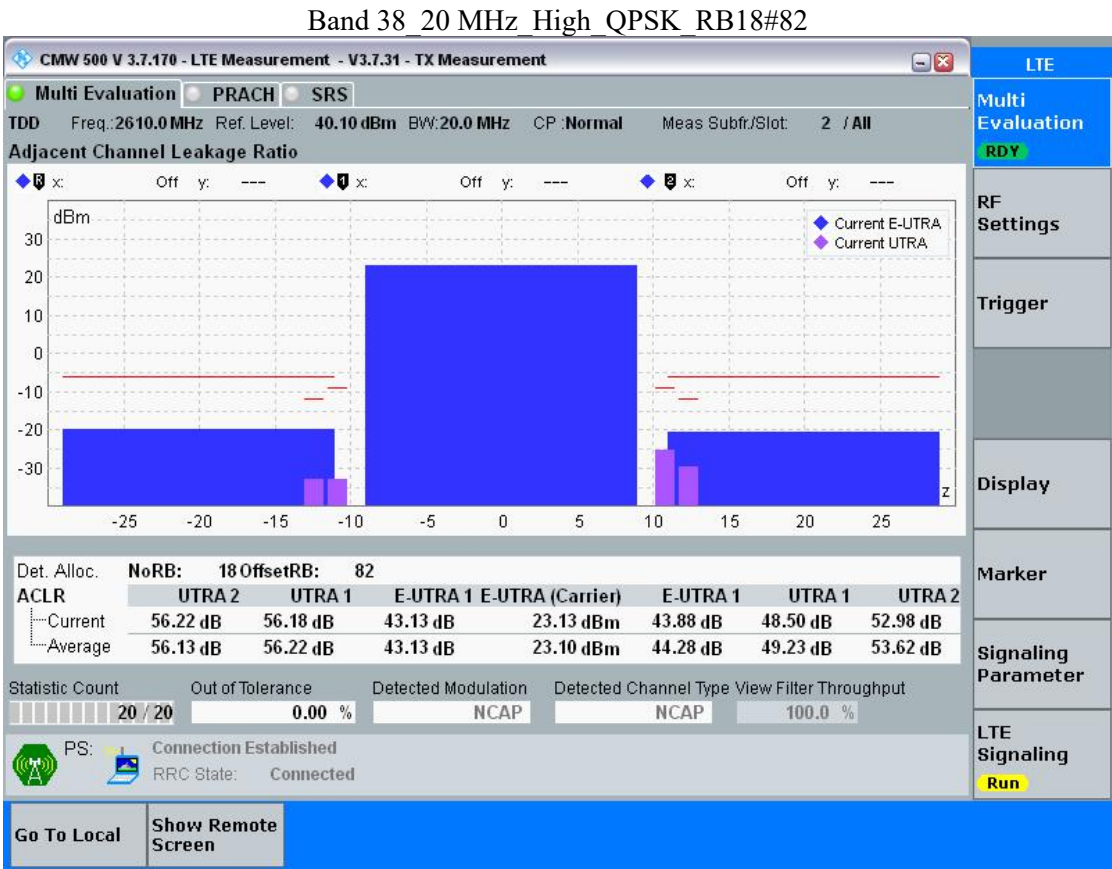 Band 38_20 MHz_High_QPSK_RB18#82
CMW 500 V 3.7.170 - LTE Measurement - V3.7.31 - TX Measurement
LTE
Multi Evaluation PRACH SRS
Multi Evaluation
RDY
TDD Freq.:2610.0 MHz Ref. Level: 40.10 dBm BW:20.0 MHz CP :Normal Meas Subfr./Slot: 2 / All
Adjacent Channel Leakage Ratio
R x: Off y: --- 1 x: Off y: --- 2 x: Off y: ---
dBm
Current E-UTRA
Current UTRA
30
20
10
0
-10
-20
-30
z
-25 -20 -15 -10 -5 0 5 10 15 20 25
Det. Alloc. NoRB: 18 OffsetRB: 82
ACLR UTRA 2 UTRA 1 E-UTRA 1 E-UTRA (Carrier) E-UTRA 1 UTRA 1 UTRA 2
Current 56.22 dB 56.18 dB 43.13 dB 23.13 dBm 43.88 dB 48.50 dB 52.98 dB
Average 56.13 dB 56.22 dB 43.13 dB 23.10 dBm 44.28 dB 49.23 dB 53.62 dB
Statistic Count Out of Tolerance Detected Modulation Detected Channel Type View Filter Throughput
20 / 20 0.00 % NCAP NCAP 100.0 %
PS: Connection Established
RRC State: Connected
RF
Settings
Trigger
Display
Marker
Signaling
Parameter
LTE
Signaling
Run
Go To Local
Show Remote
Screen